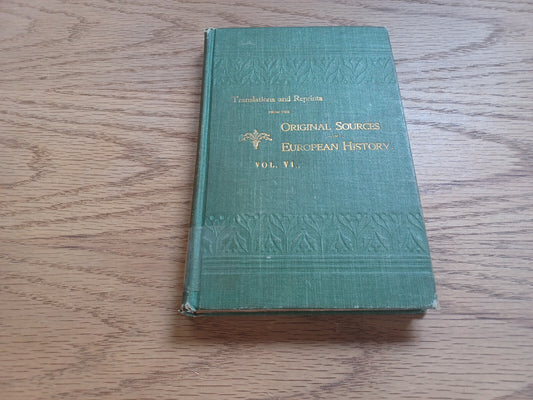 Translations and Reprints
FROM THE
ORIGINAL SOURCES
OF
EUROPEAN HISTORY
VOL. VI.